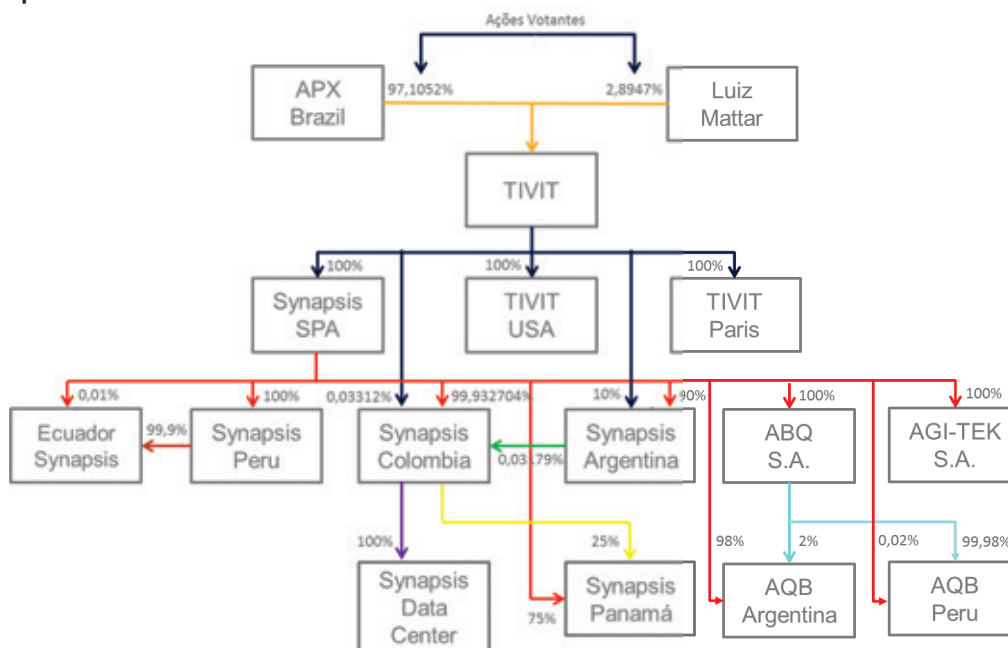 Ações Votantes
APX
Brazil
97,1052%
2,8947%
Luiz
Mattar
TIVIT
100%
100%
100%
Synapsis
SPA
TIVIT
USA
TIVIT
Paris
0,01%
100%
0,03312%
99,932704%
10%
90%
100%
100%
Ecuador
Synapsis
99,9%
Synapsis
Peru
Synapsis
Colombia
0,03179%
Synapsis
Argentina
ABQ
S.A.
AGI-TEK
S.A.
100%
25%
98%
2%
0,02%
99,98%
Synapsis
Data
Center
75%
Synapsis
Panamá
AQB
Argentina
AQB
Peru